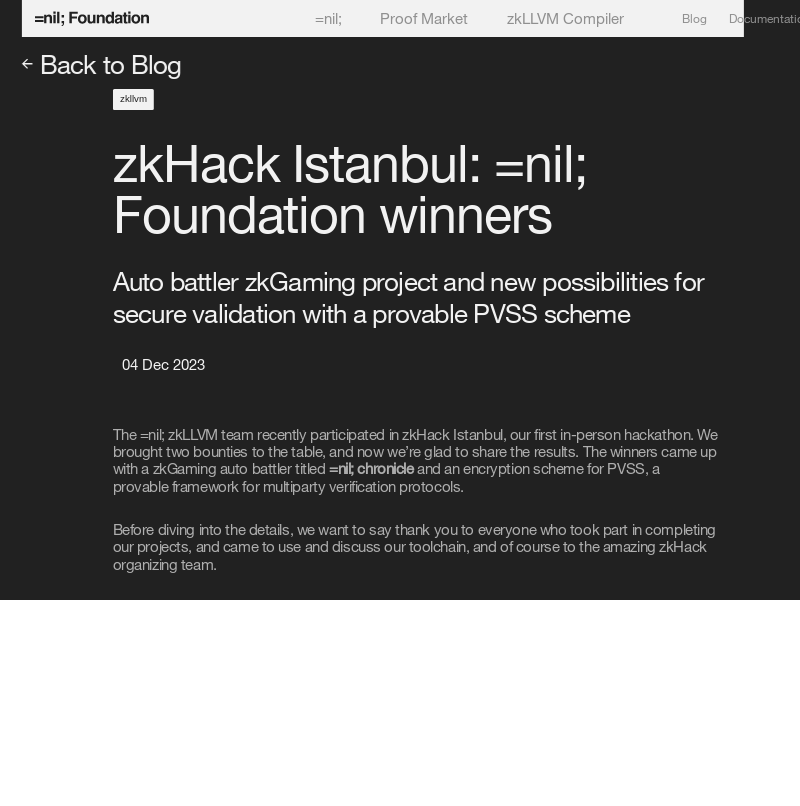 =nil; Foundation =nil; Proof Market zkLLVM Compiler Blog
← Back to Blog
zkllvm
zkHack Istanbul: =nil;
Foundation winners
Auto battler zkGaming project and new possibilities for
secure validation with a provable PVSS scheme
04 Dec 2023
The =nil; zkLLVM team recently participated in zkHack Istanbul, our first in-person hackathon. We
brought two bounties to the table, and now we’re glad to share the results. The winners came up
with a zkGaming auto battler titled =nil; chronicle and an encryption scheme for PVSS, a
provable framework for multiparty verification protocols.
Before diving into the details, we want to say thank you to everyone who took part in completing
our projects, and came to use and discuss our toolchain, and of course to the amazing zkHack
organizing team.